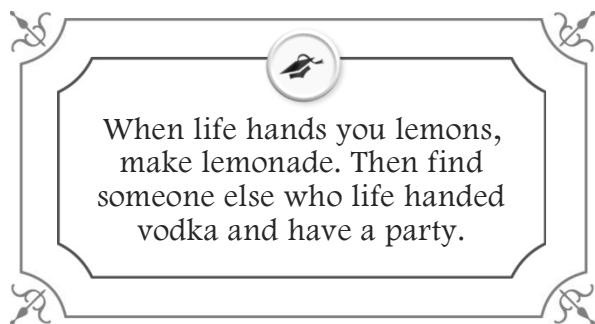 When life hands you lemons,
make lemonade. Then find
someone else who life handed
vodka and have a party.